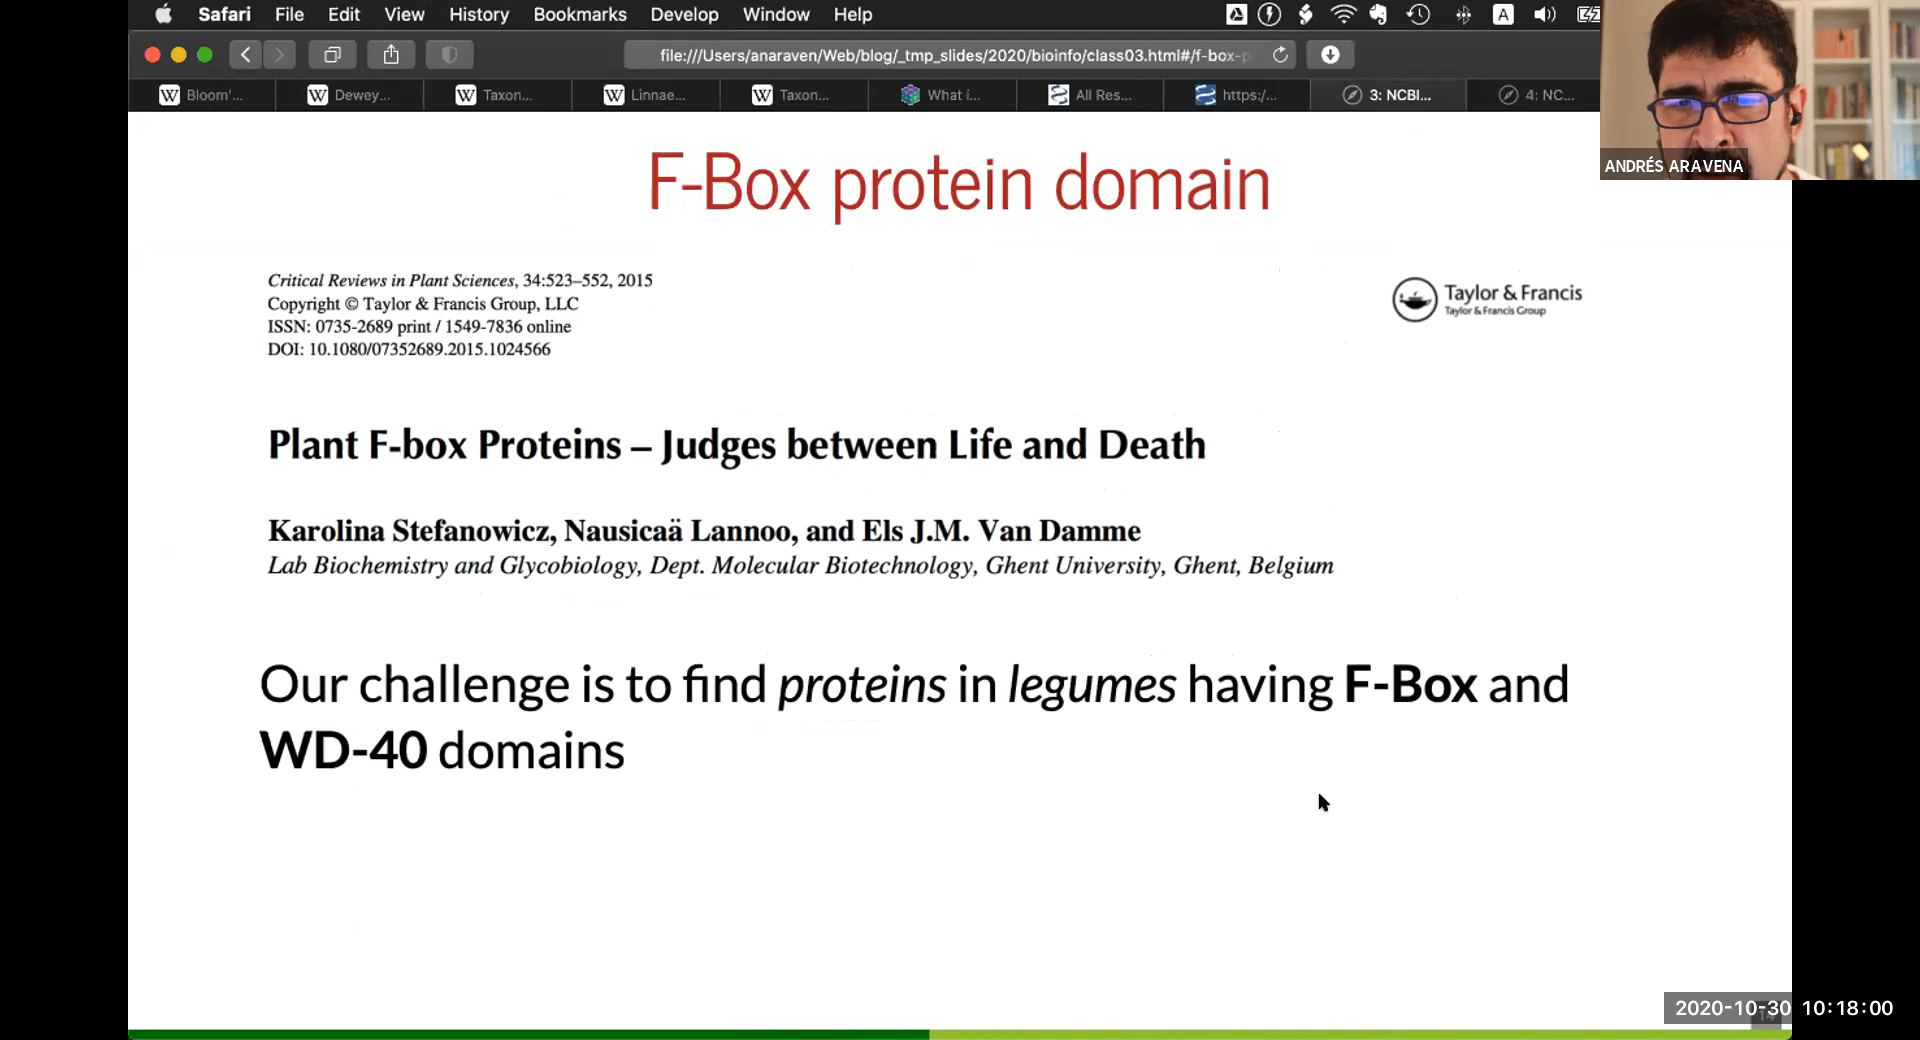 Safari File Edit View History Bookmarks Develop Window Help
file:///Users/anaraven/Web/blog/_tmp_slides/2020/bioinfo/class03.html#/f-box-p
Bloom'... Dewey... Taxon... Linnae... Taxon... What i... All Res... https:/... 3: NCBI... 4: NC...
ANDRÉS ARAVENA
F-Box protein domain
Critical Reviews in Plant Sciences, 34:523–552, 2015
Copyright © Taylor & Francis Group, LLC
ISSN: 0735-2689 print / 1549-7836 online
DOI: 10.1080/07352689.2015.1024566
Taylor & Francis
Taylor & Francis Group
Plant F-box Proteins – Judges between Life and Death
Karolina Stefanowicz, Nausicaä Lannoo, and Els J.M. Van Damme
Lab Biochemistry and Glycobiology, Dept. Molecular Biotechnology, Ghent University, Ghent, Belgium
Our challenge is to find proteins in legumes having F-Box and
WD-40 domains
2020-10-30 10:18:00